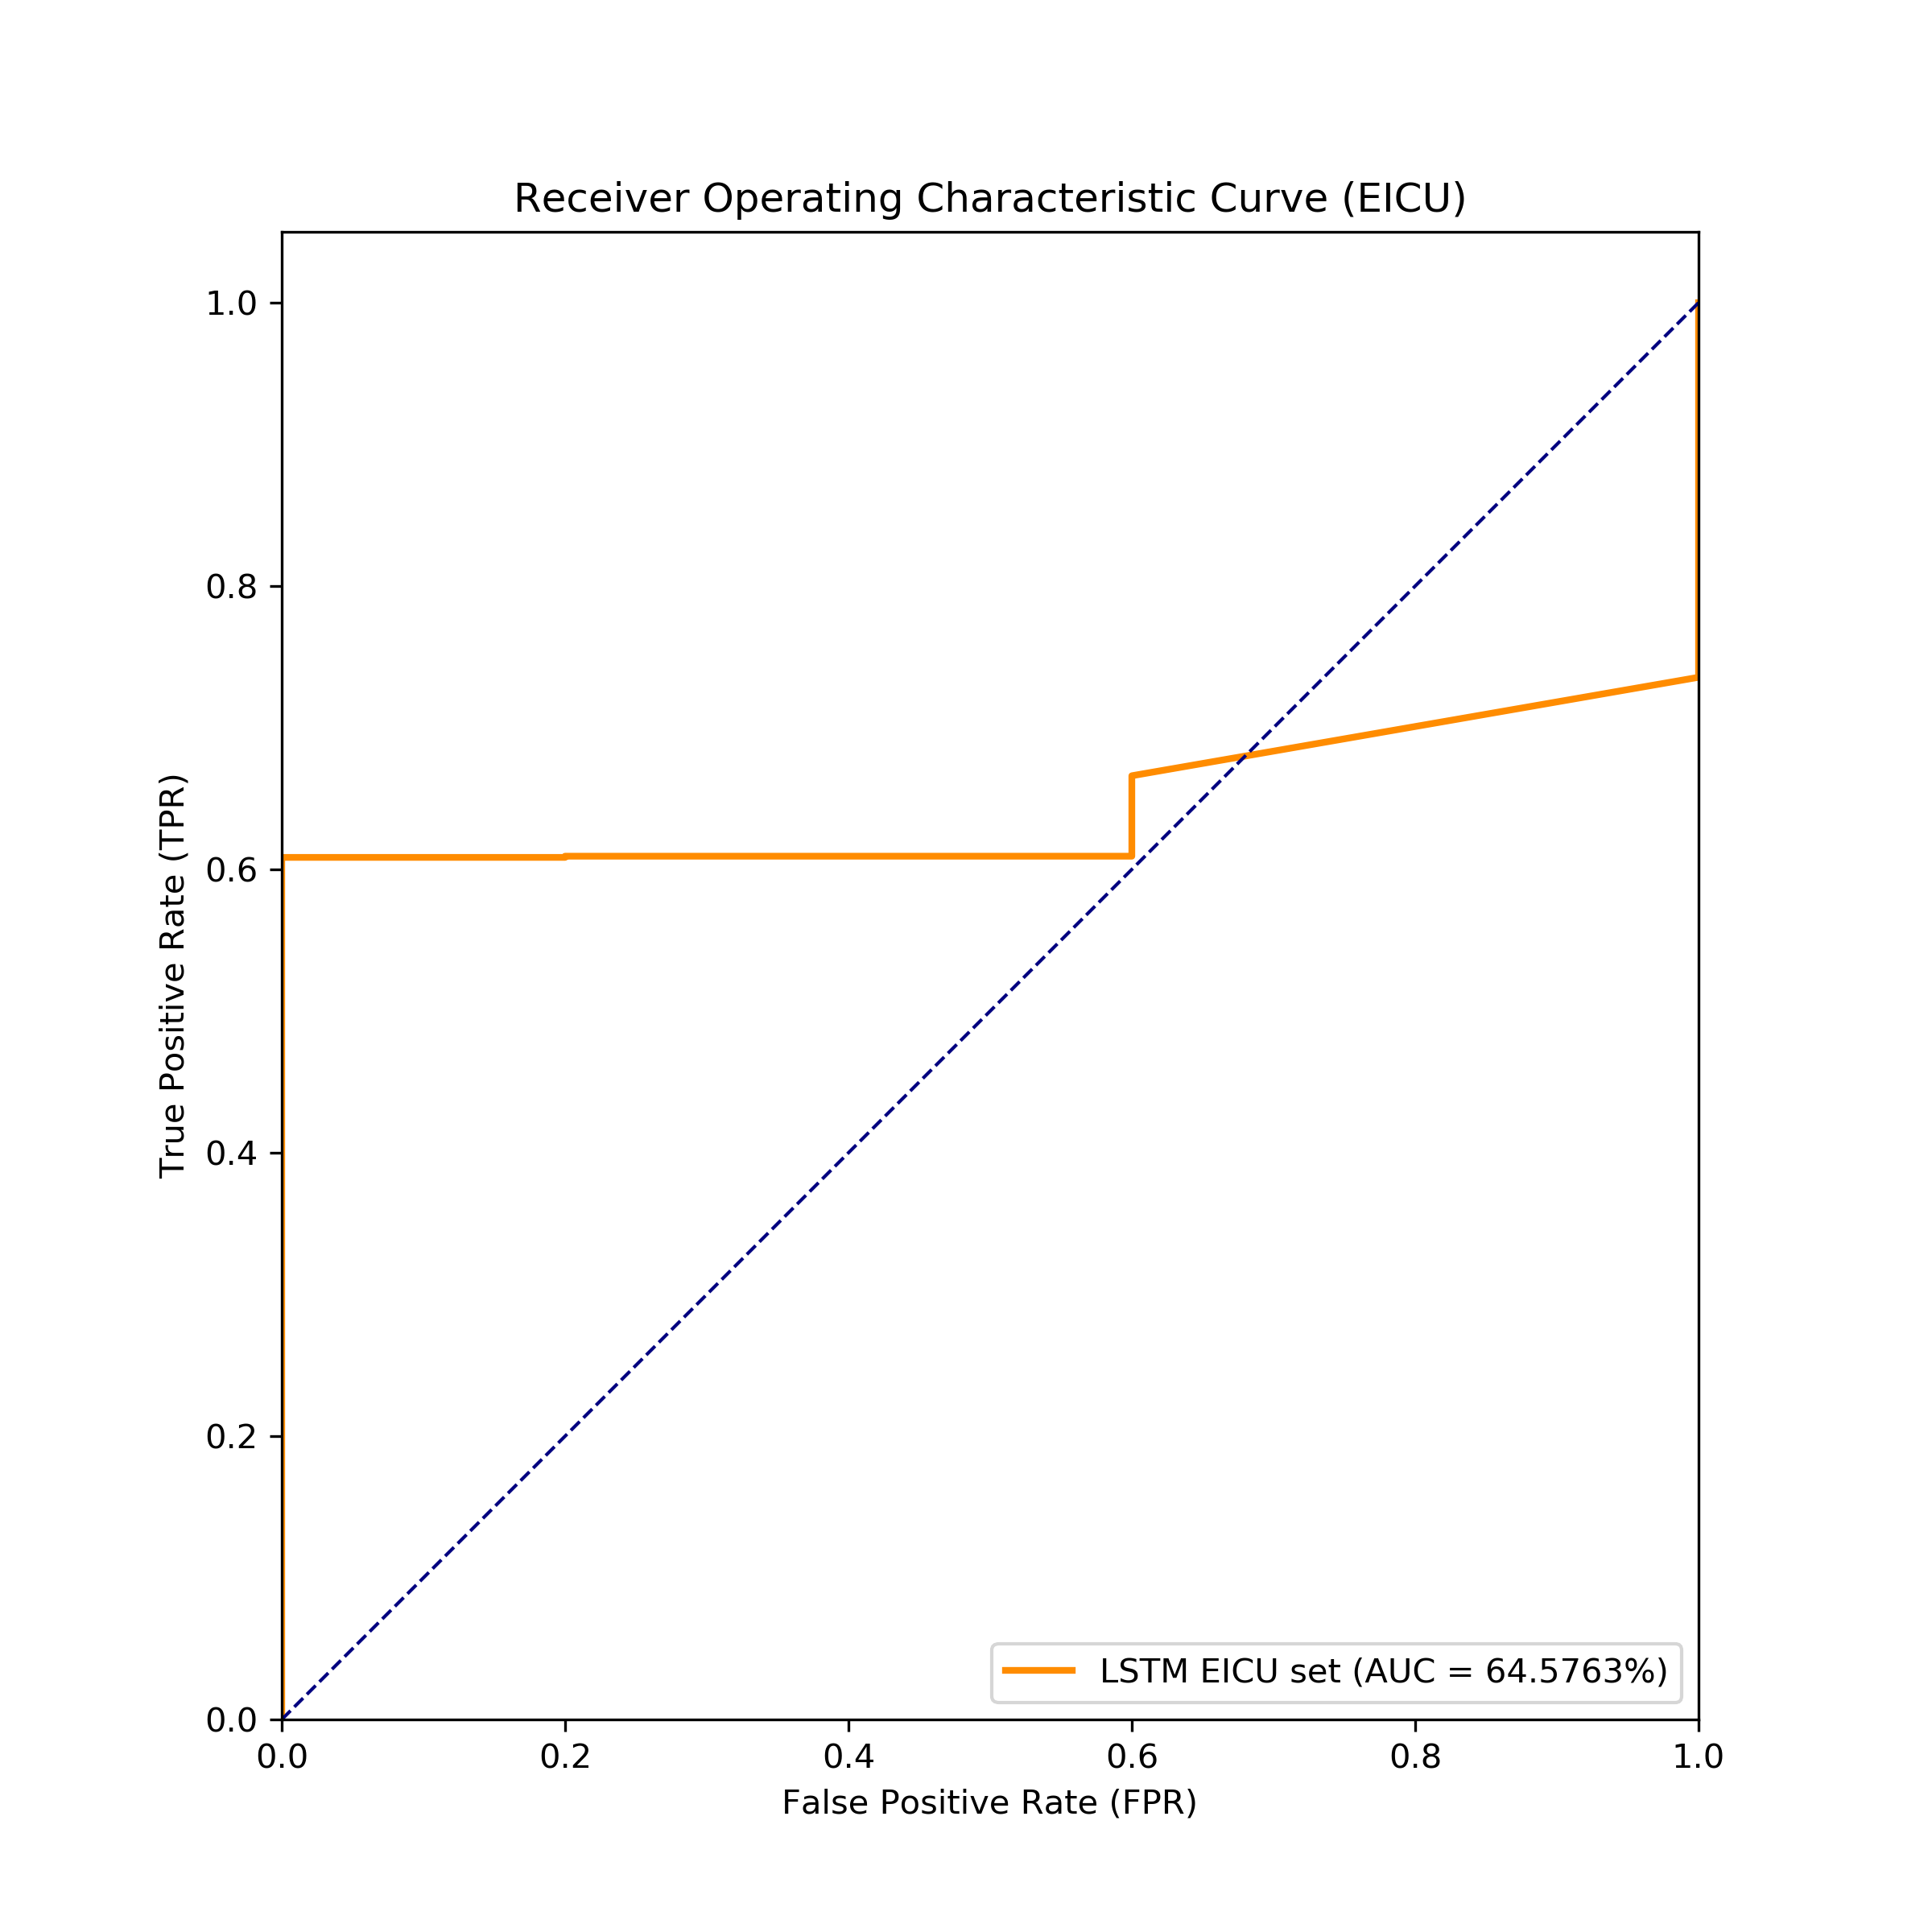 Receiver Operating Characteristic Curve (EICU)
1.0
0.8
0.6
0.4
0.2
0.0
True Positive Rate (TPR)
LSTM EICU set (AUC = 64.5763%)
0.0 0.2 0.4 0.6 0.8 1.0
False Positive Rate (FPR)